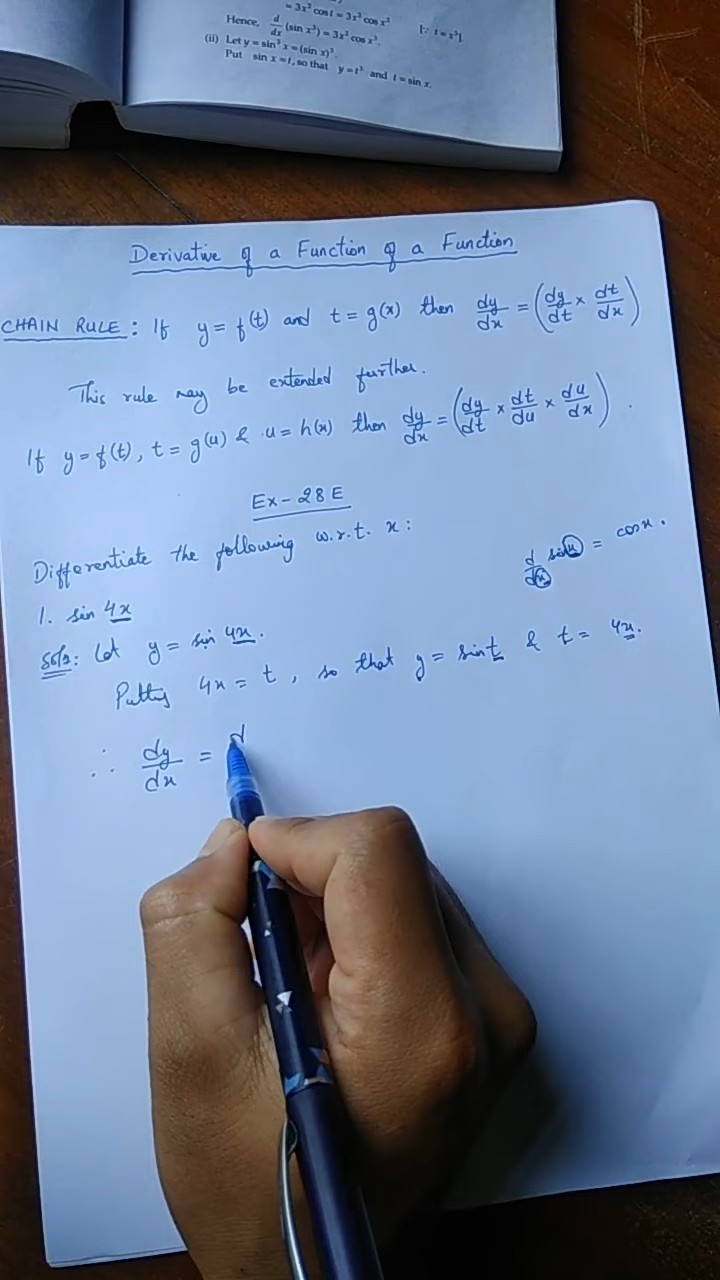 = 3x² cos t = 3x² cos x³ [∵ t = x³].
Hence, d/dx (sin x³) = 3x² cos x³.
(ii) Let y = sin³ x = (sin x)³.
Put sin x = t, so that y = t³ and t = sin x.
Derivative of a Function of a Function
CHAIN RULE : If y = f(t) and t = g(x) then dy/dx = (dy/dt × dt/dx)
This rule may be extended further.
If y = f(t), t = g(u) & u = h(x) then dy/dx = (dy/dt × dt/du × du/dx) .
Ex - 28 E
Differentiate the following w.r.t. x :
d/dx sin x = cos x .
1. sin 4x
Soln: Let y = sin 4x .
Putting 4x = t , so that y = sin t & t = 4x.
∴ dy/dx = d